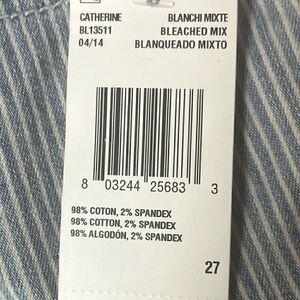 CATHERINE BLANCHI MIXTE
BL13511 BLEACHED MIX
04/14 BLANQUEADO MIXTO
8 03244 25683 3
98% COTON, 2% SPANDEX
98% COTTON, 2% SPANDEX
98% ALGODÓN, 2% SPANDEX
27